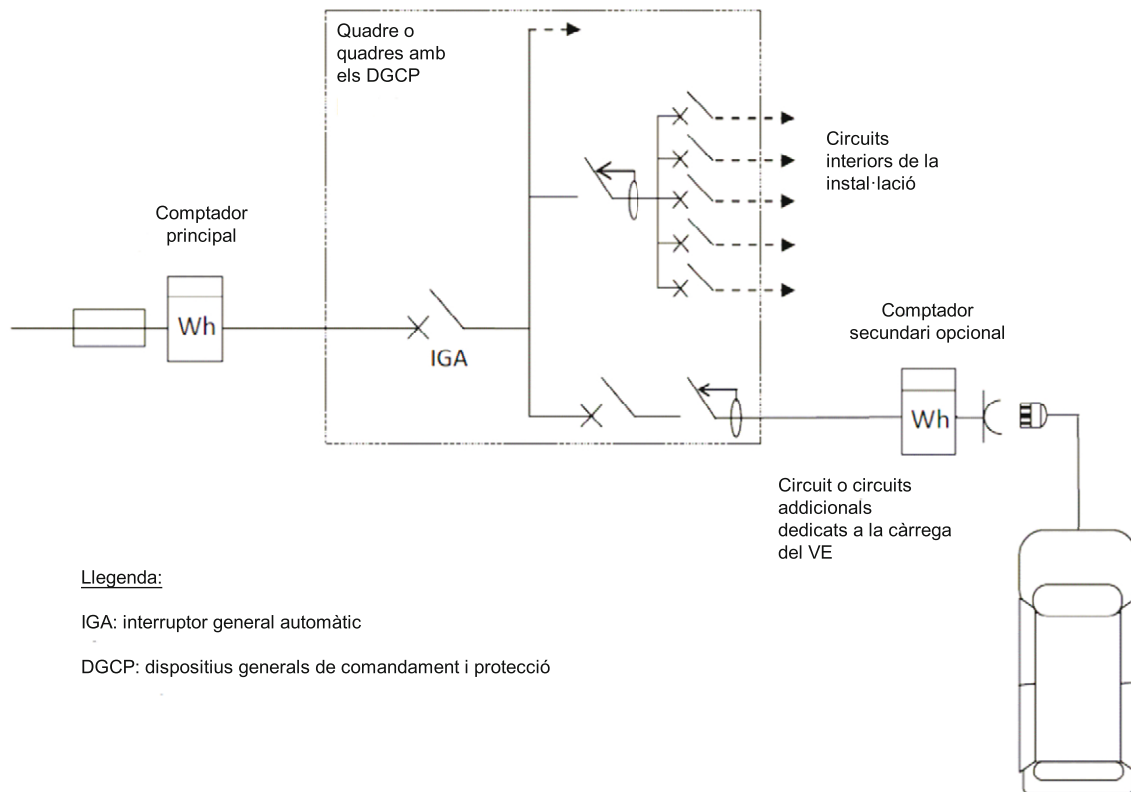 Quadre o
quadres amb
els DGCP
Circuits
interiors de la
instal·lació
Comptador
principal
Wh
IGA
Comptador
secundari opcional
Wh
Circuit o circuits
addicionals
dedicats a la càrrega
del VE
Llegenda:
IGA: interruptor general automàtic
DGCP: dispositius generals de comandament i protecció